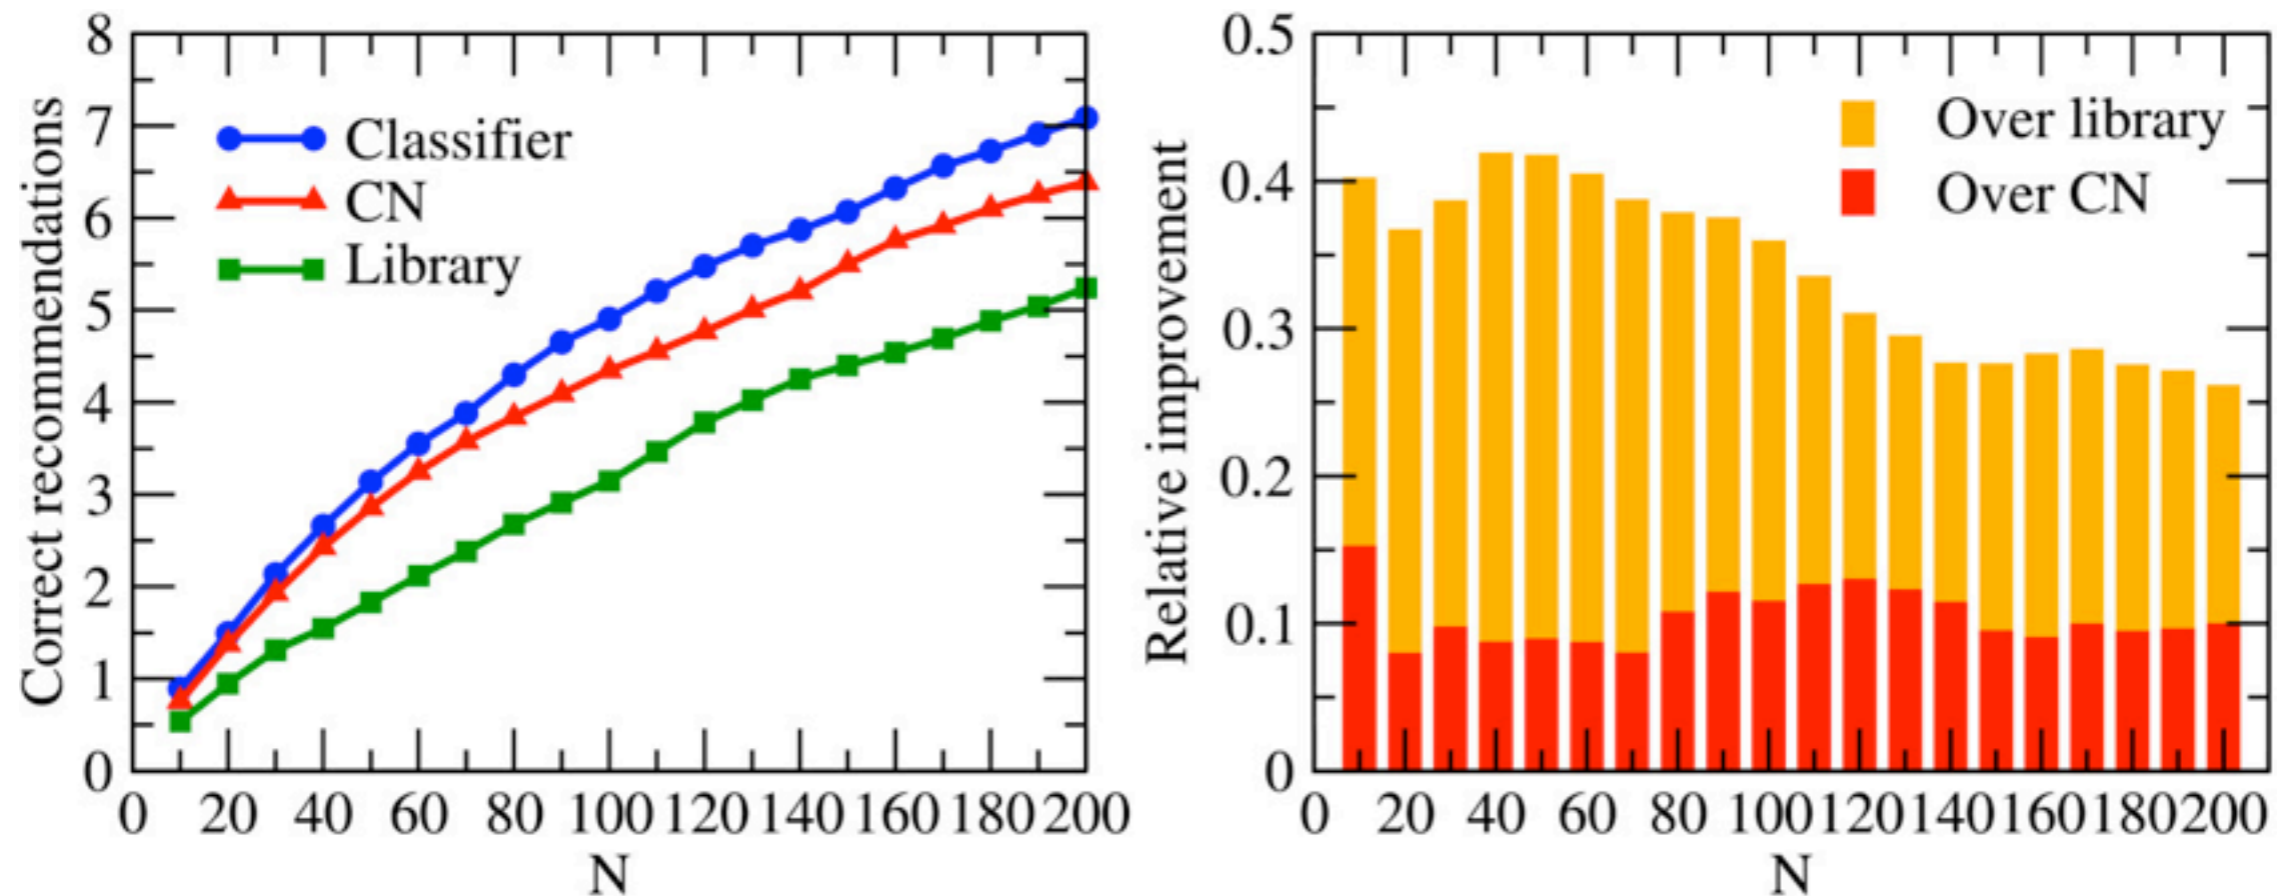 Correct recommendations
8
7
6
5
4
3
2
1
0
Classifier
CN
Library
0 20 40 60 80 100 120 140 160 180 200
N
Relative improvement
0.5
0.4
0.3
0.2
0.1
0
Over library
Over CN
0 20 40 60 80 100 120 140 160 180 200
N